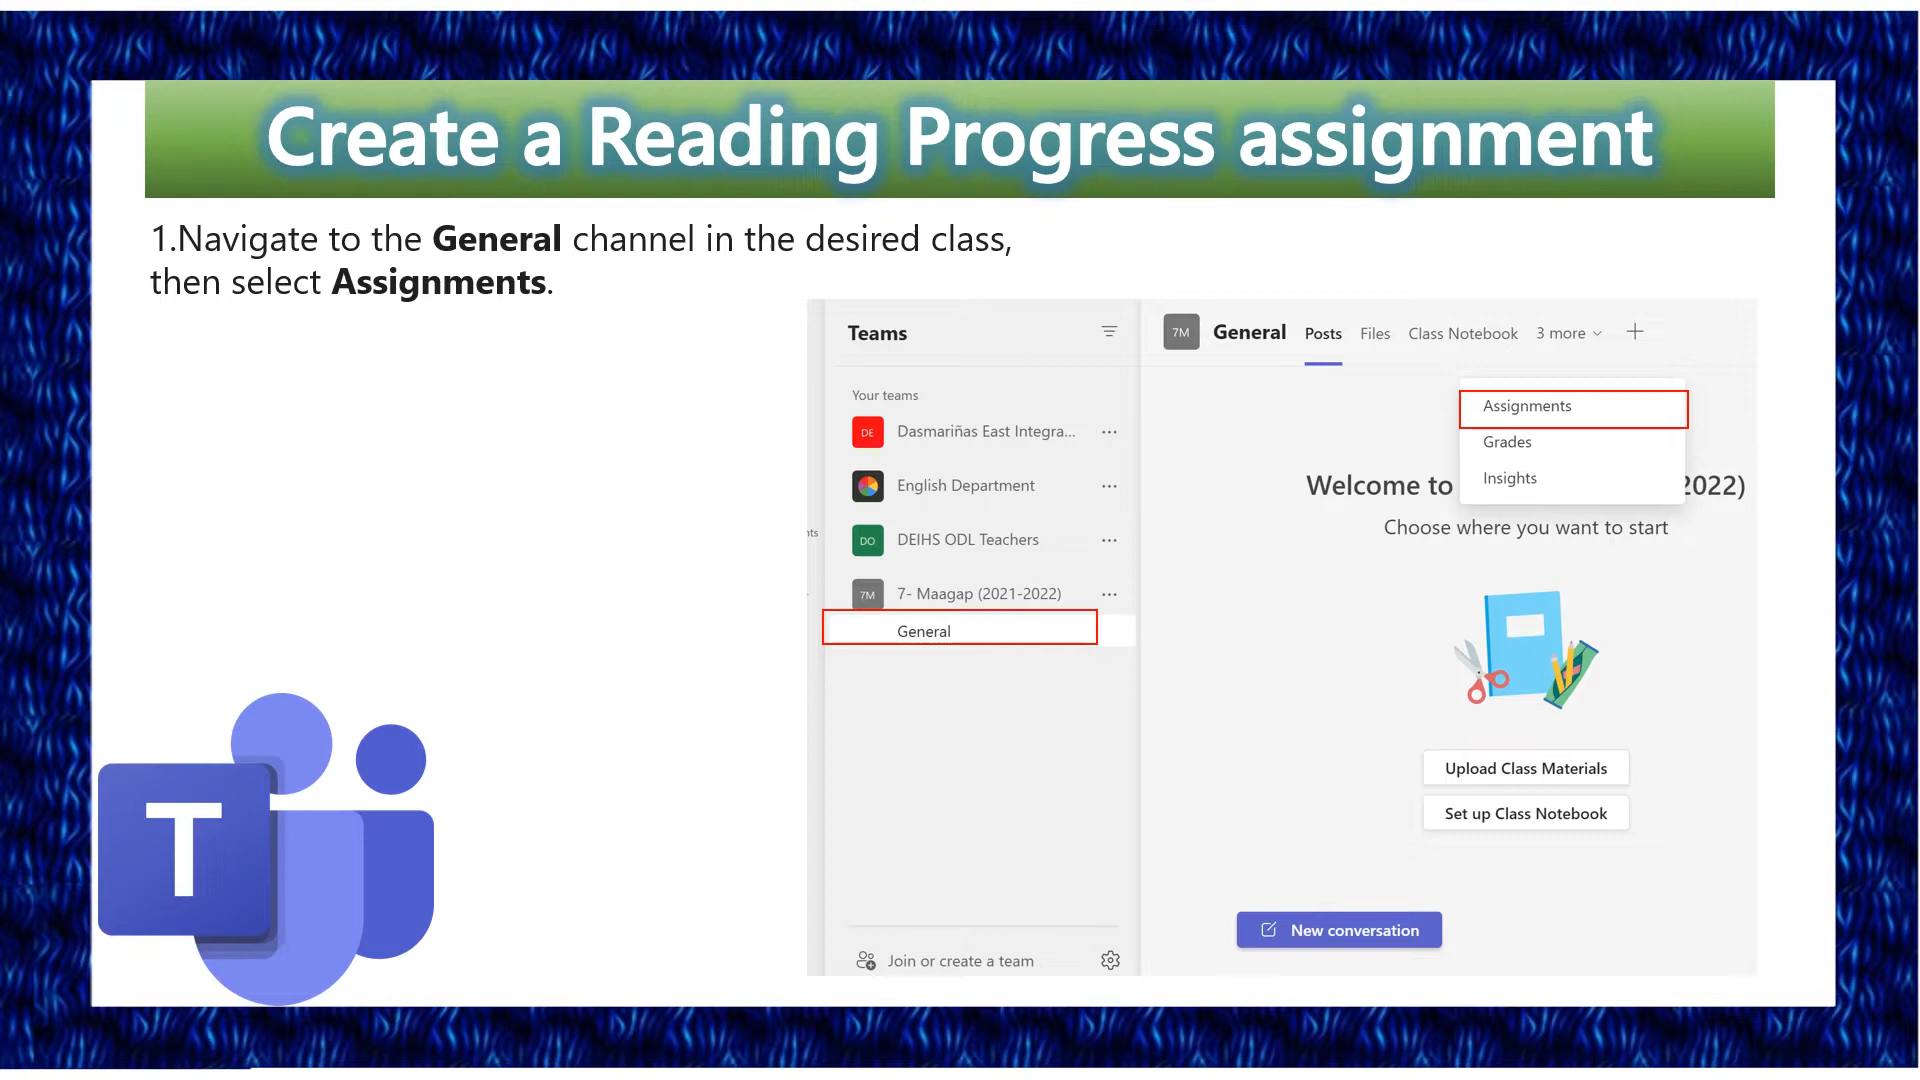 Create a Reading Progress assignment
1.Navigate to the General channel in the desired class,
then select Assignments.
Teams
7M General Posts Files Class Notebook 3 more
Your teams
DE Dasmariñas East Integra...
English Department
DO DEIHS ODL Teachers
7M 7- Maagap (2021-2022)
General
Assignments
Grades
Insights
Welcome to 2022)
Choose where you want to start
Upload Class Materials
Set up Class Notebook
New conversation
Join or create a team
T